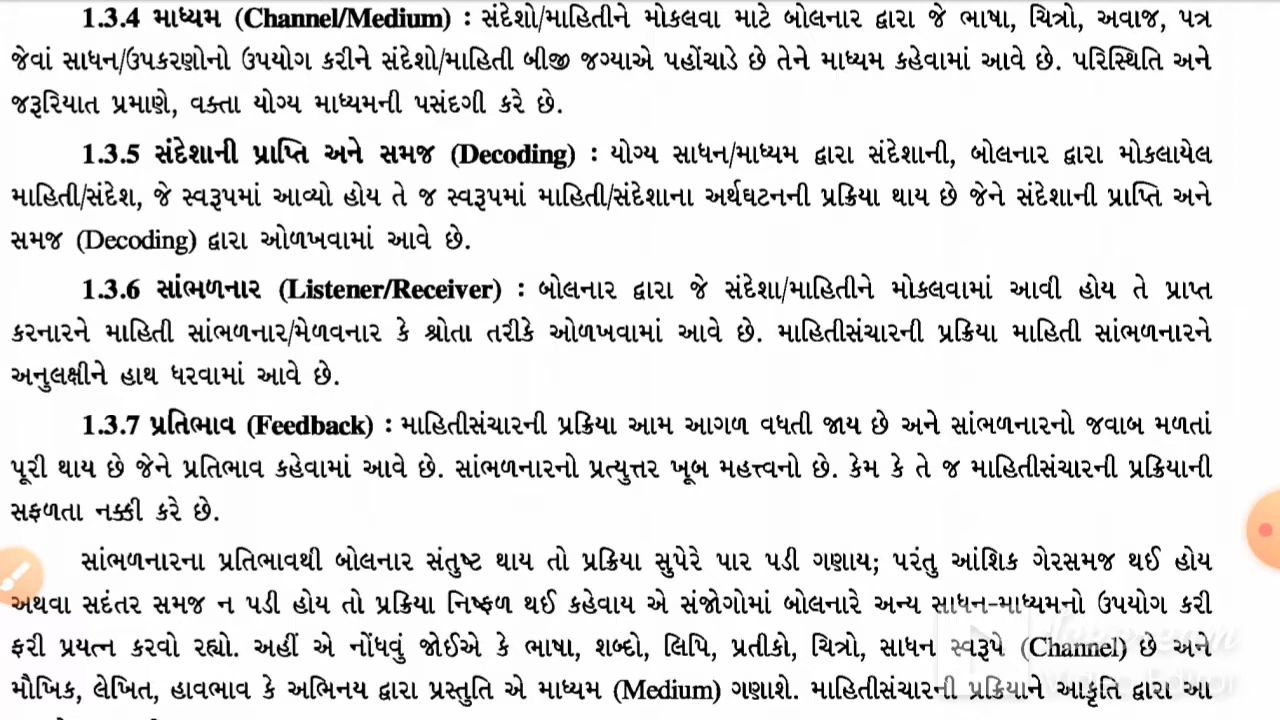 1.3.4 માધ્યમ (Channel/Medium) : સંદેશો/માહિતીને મોકલવા માટે બોલનાર દ્વારા જે ભાષા, ચિત્રો, અવાજ, પત્ર
જેવાં સાધન/ઉપકરણોનો ઉપયોગ કરીને સંદેશો/માહિતી બીજી જગ્યાએ પહોંચાડે છે તેને માધ્યમ કહેવામાં આવે છે. પરિસ્થિતિ અને
જરૂરિયાત પ્રમાણે, વક્તા યોગ્ય માધ્યમની પસંદગી કરે છે.
1.3.5 સંદેશાની પ્રાપ્તિ અને સમજ (Decoding) : યોગ્ય સાધન/માધ્યમ દ્વારા સંદેશાની, બોલનાર દ્વારા મોકલાયેલ
માહિતી/સંદેશ, જે સ્વરૂપમાં આવ્યો હોય તે જ સ્વરૂપમાં માહિતી/સંદેશાના અર્થઘટનની પ્રક્રિયા થાય છે જેને સંદેશાની પ્રાપ્તિ અને
સમજ (Decoding) દ્વારા ઓળખવામાં આવે છે.
1.3.6 સાંભળનાર (Listener/Receiver) : બોલનાર દ્વારા જે સંદેશા/માહિતીને મોકલવામાં આવી હોય તે પ્રાપ્ત
કરનારને માહિતી સાંભળનાર/મેળવનાર કે શ્રોતા તરીકે ઓળખવામાં આવે છે. માહિતીસંચારની પ્રક્રિયા માહિતી સાંભળનારને
અનુલક્ષીને હાથ ધરવામાં આવે છે.
1.3.7 પ્રતિભાવ (Feedback) : માહિતીસંચારની પ્રક્રિયા આમ આગળ વધતી જાય છે અને સાંભળનારનો જવાબ મળતાં
પૂરી થાય છે જેને પ્રતિભાવ કહેવામાં આવે છે. સાંભળનારનો પ્રત્યુત્તર ખૂબ મહત્ત્વનો છે. કેમ કે તે જ માહિતીસંચારની પ્રક્રિયાની
સફળતા નક્કી કરે છે.
સાંભળનારના પ્રતિભાવથી બોલનાર સંતુષ્ટ થાય તો પ્રક્રિયા સુપેરે પાર પડી ગણાય; પરંતુ આંશિક ગેરસમજ થઈ હોય
અથવા સદંતર સમજ ન પડી હોય તો પ્રક્રિયા નિષ્ફળ થઈ કહેવાય એ સંજોગોમાં બોલનારે અન્ય સાધન-માધ્યમનો ઉપયોગ કરી
ફરી પ્રયત્ન કરવો રહ્યો. અહીં એ નોંધવું જોઈએ કે ભાષા, શબ્દો, લિપિ, પ્રતીકો, ચિત્રો, સાધન સ્વરૂપે (Channel) છે અને
મૌખિક, લેખિત, હાવભાવ કે અભિનય દ્વારા પ્રસ્તુતિ એ માધ્યમ (Medium) ગણાશે. માહિતીસંચારની પ્રક્રિયાને આકૃતિ દ્વારા આ